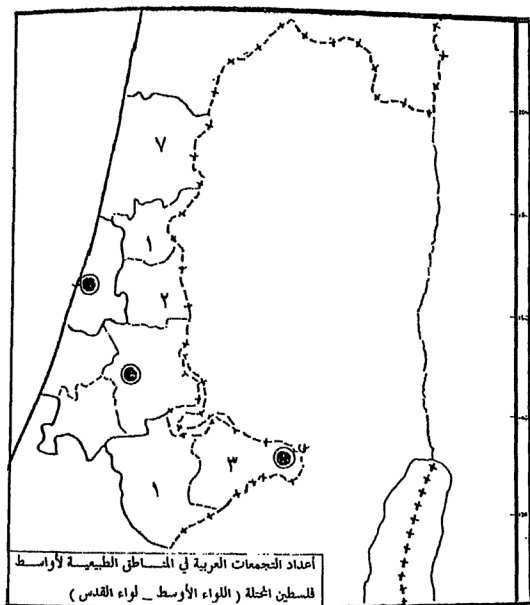 ٧
١
٢
٣
١
أعداد التجمعات العربية في المناطق الطبيعية لأواسط
فلسطين المحتلة ( اللواء الأوسط _ لواء القدس )